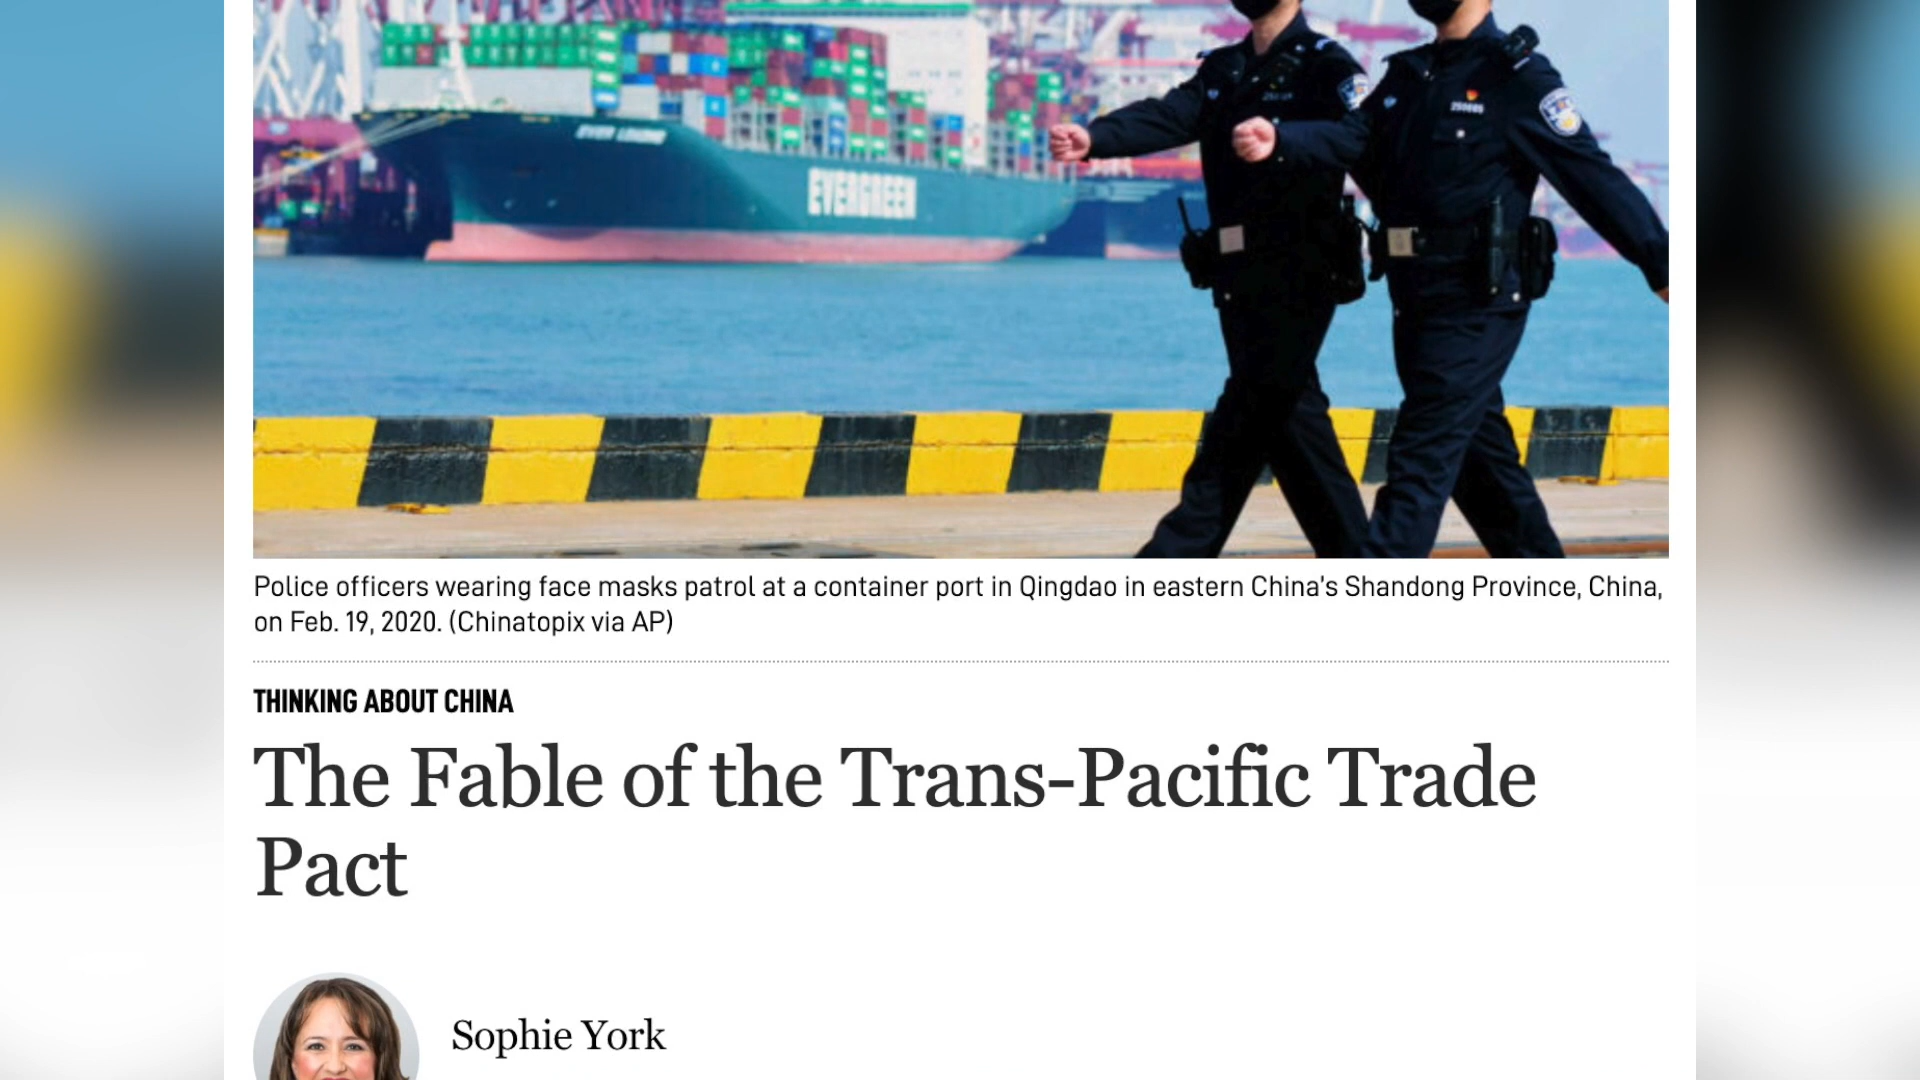 EVERGREEN
Police officers wearing face masks patrol at a container port in Qingdao in eastern China's Shandong Province, China,
on Feb. 19, 2020. (Chinatopix via AP)
THINKING ABOUT CHINA
The Fable of the Trans-Pacific Trade
Pact
Sophie York